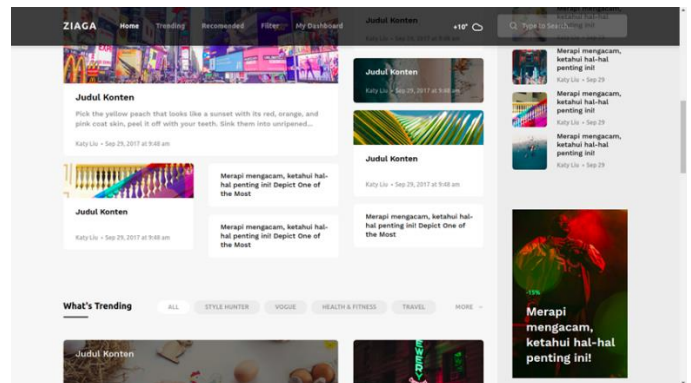 ZIAGA
Home Trending Recomended Filter My Dashboard
+10°
Type to Search...
Judul Konten
Pick the yellow peach that looks like a sunset with its red, orange, and
pink coat skin, peel it off with your teeth. Sink them into unripened...
Katy Liu • Sep 29, 2017 at 9:48 am
Judul Konten
Katy Liu • Sep 29, 2017 at 9:48 am
Merapi mengacam, ketahui hal-
hal penting ini! Depict One of
the Most
Merapi mengacam, ketahui hal-
hal penting ini! Depict One of
the Most
Judul Konten
Judul Konten
Katy Liu • Sep 29, 2017 at 9:48 am
Judul Konten
Katy Liu • Sep 29, 2017 at 9:48 am
Merapi mengacam, ketahui hal-
hal penting ini! Depict One of
the Most
ketahui hal-hal
penting ini!
Katy Liu • Sep 29
Merapi mengacam,
ketahui hal-hal
penting ini!
Katy Liu • Sep 29
Merapi mengacam,
ketahui hal-hal
penting ini!
Katy Liu • Sep 29
Merapi mengacam,
ketahui hal-hal
penting ini!
Katy Liu • Sep 29
-15%
Merapi
mengacam,
ketahui hal-hal
penting ini!
What's Trending
ALL STYLE HUNTER VOGUE HEALTH & FITNESS TRAVEL MORE
Judul Konten